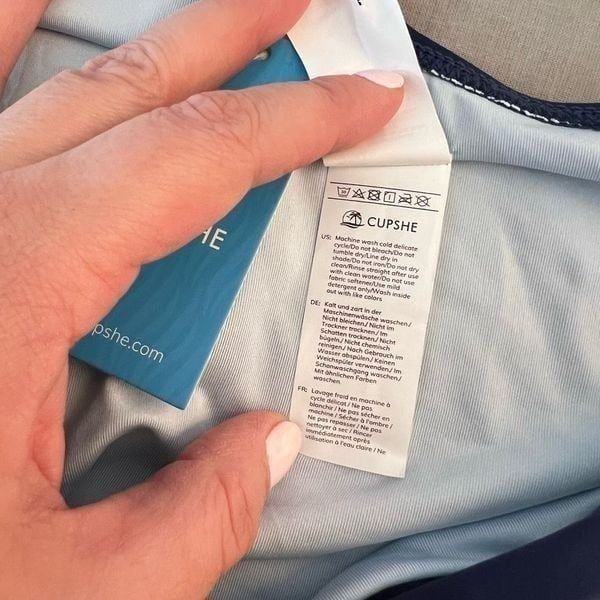 HE
pshe.com
30
CUPSHE
US: Machine wash cold delicate
cycle/Do not bleach/Do not
tumble dry/Line dry in
shade/Do not iron/Do not dry
clean/Rinse straight after use
with clean water/Do not use
fabric softener/Use mild
detergent only/Wash inside
out with like colors
DE: Kalt und zart in der
Maschinenwäsche waschen/
Nicht bleichen/ Nicht im
Trockner trocknen/ Im
Schatten trocknen/ Nicht
bügeln/ Nicht chemisch
reinigen/ Nach Gebrauch im
Wasser abspülen/ Keinen
Weichspüler verwenden/ Im
Schonwaschgang waschen/
Mit ähnlichen Farben
waschen.
FR: Lavage froid en machine à
cycle délicat / Ne pas
blanchir / Ne pas sécher en
machine / Sécher à l'ombre /
Ne pas repasser / Ne pas
nettoyer à sec / Rincer
immédiatement après
utilisation à l'eau claire / Ne